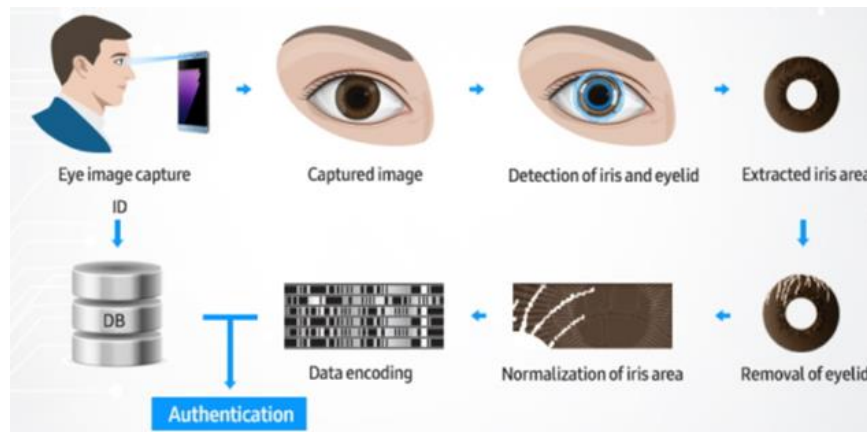 Eye image capture
Captured image
Detection of iris and eyelid
Extracted iris area
ID
DB
Data encoding
Normalization of iris area
Removal of eyelid
Authentication